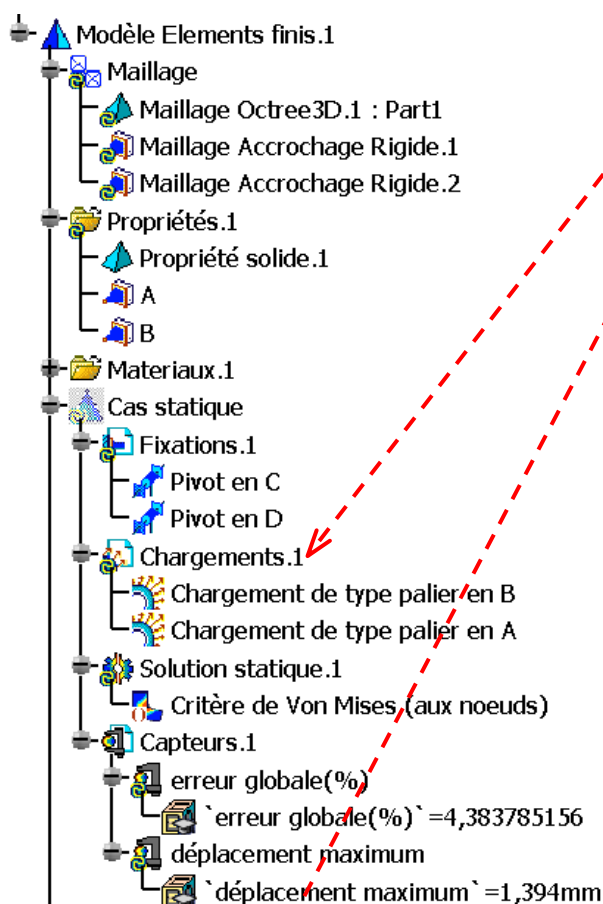 Modèle Elements finis.1
Maillage
Maillage Octree3D.1 : Part1
Maillage Accrochage Rigide.1
Maillage Accrochage Rigide.2
Propriétés.1
Propriété solide.1
A
B
Materiaux.1
Cas statique
Fixations.1
Pivot en C
Pivot en D
Chargements.1
Chargement de type palier en B
Chargement de type palier en A
Solution statique.1
Critère de Von Mises (aux noeuds)
Capteurs.1
erreur globale(%)
`erreur globale(%)`=4,383785156
déplacement maximum
`déplacement maximum`=1,394mm